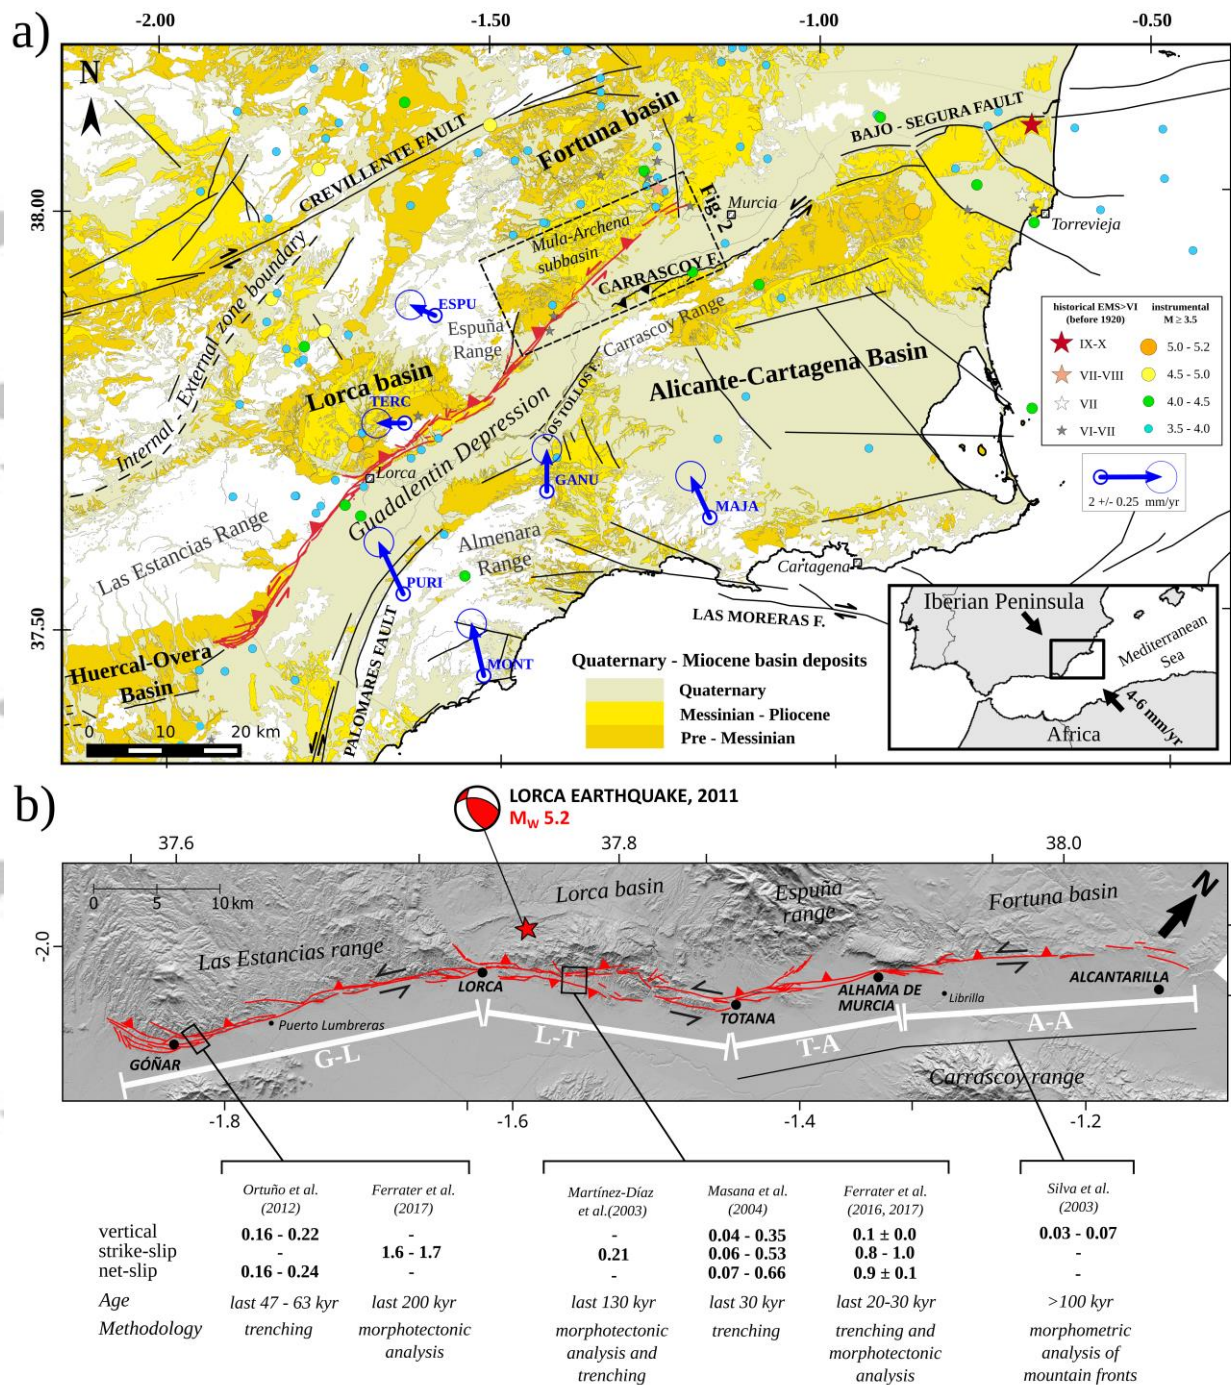 a)
-2.00
-1.50
-1.00
-0.50
N
38.00
37.50
CREVILLENTE FAULT
Fortuna basin
BAJO - SEGURA FAULT
Fig. 2
Murcia
Torrevieja
Mula-Archena
subbasin
CARRASCOY F.
Internal - External zone boundary
ESPU
Espuña
Range
Carrascoy Range
Lorca basin
TERC
Alicante-Cartagena Basin
LOS TOLLOS F.
Guadalentin Depression
Lorca
GANU
MAJA
Las Estancias Range
Almenara
Range
PURI
Cartagena
LAS MORERAS F.
MONT
PALOMARES FAULT
Huercal-Overa
Basin
0 10 20 km
historical EMS>VI
(before 1920)
instrumental
M ≥ 3.5
IX-X
5.0 - 5.2
VII-VIII
4.5 - 5.0
VII
4.0 - 4.5
VI-VII
3.5 - 4.0
2 +/- 0.25 mm/yr
Quaternary - Miocene basin deposits
Quaternary
Messinian - Pliocene
Pre - Messinian
Iberian Peninsula
Mediterranean
Sea
4-6 mm/yr
Africa
b)
LORCA EARTHQUAKE, 2011
MW 5.2
37.6
37.8
38.0
0 5 10 km
-2.0
N
Lorca basin
Espuña
range
Fortuna basin
Las Estancias range
LORCA
ALHAMA DE
MURCIA
ALCANTARILLA
Librilla
TOTANA
Puerto Lumbreras
GÓÑAR
G-L
L-T
T-A
A-A
Carrascoy range
-1.8
-1.6
-1.4
-1.2
Ortuño et al.
(2012)
Ferrater et al.
(2017)
Martínez-Díaz
et al.(2003)
Masana et al.
(2004)
Ferrater et al.
(2016, 2017)
Silva et al.
(2003)
vertical 0.16 - 0.22 - - 0.04 - 0.35 0.1 ± 0.0 0.03 - 0.07
strike-slip - 1.6 - 1.7 0.21 0.06 - 0.53 0.8 - 1.0 -
net-slip 0.16 - 0.24 - - 0.07 - 0.66 0.9 ± 0.1 -
Age last 47 - 63 kyr last 200 kyr last 130 kyr last 30 kyr last 20-30 kyr >100 kyr
Methodology trenching morphotectonic morphotectonic trenching trenching and morphometric
analysis analysis and morphotectonic analysis of
trenching analysis mountain fronts